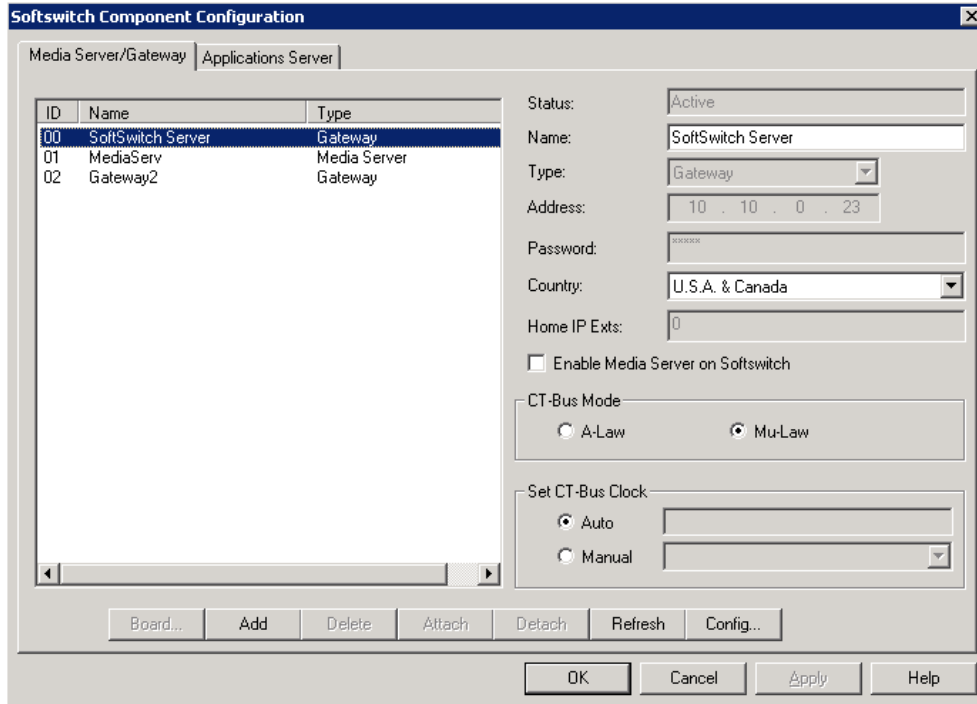 Softswitch Component Configuration
Media Server/Gateway Applications Server
ID Name Type
00 SoftSwitch Server Gateway
01 MediaServ Media Server
02 Gateway2 Gateway
Status: Active
Name: SoftSwitch Server
Type: Gateway
Address: 10 . 10 . 0 . 23
Password: *****
Country: U.S.A. & Canada
Home IP Exts: 0
Enable Media Server on Softswitch
CT-Bus Mode
A-Law Mu-Law
Set CT-Bus Clock
Auto
Manual
Board... Add Delete Attach Detach Refresh Config...
OK Cancel Apply Help